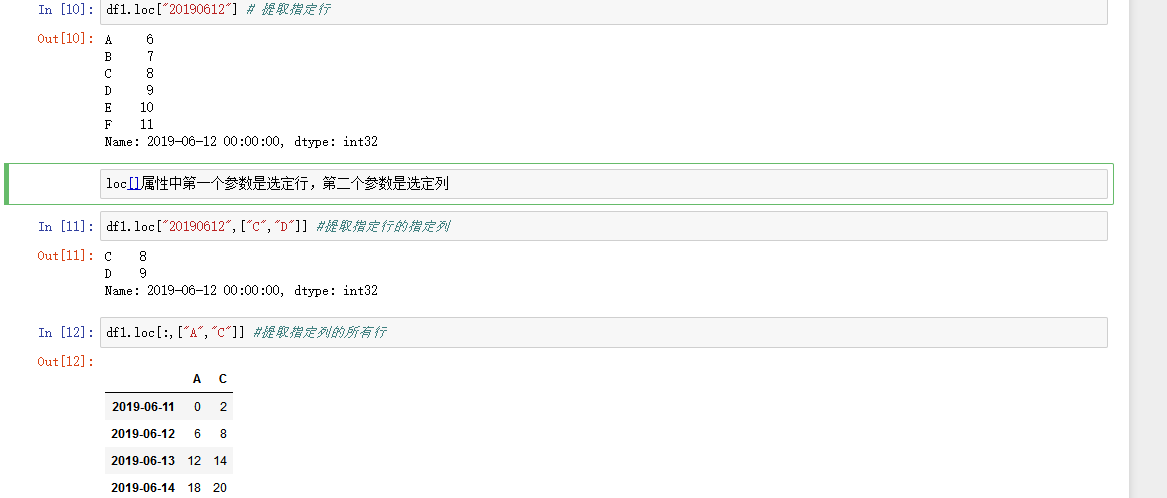 In [10]: df1.loc["20190612"] # 提取指定行
Out[10]: A 6
B 7
C 8
D 9
E 10
F 11
Name: 2019-06-12 00:00:00, dtype: int32
loc[]属性中第一个参数是选定行，第二个参数是选定列
In [11]: df1.loc["20190612",["C","D"]] #提取指定行的指定列
Out[11]: C 8
D 9
Name: 2019-06-12 00:00:00, dtype: int32
In [12]: df1.loc[:,["A","C"]] #提取指定列的所有行
Out[12]:
A C
2019-06-11 0 2
2019-06-12 6 8
2019-06-13 12 14
2019-06-14 18 20